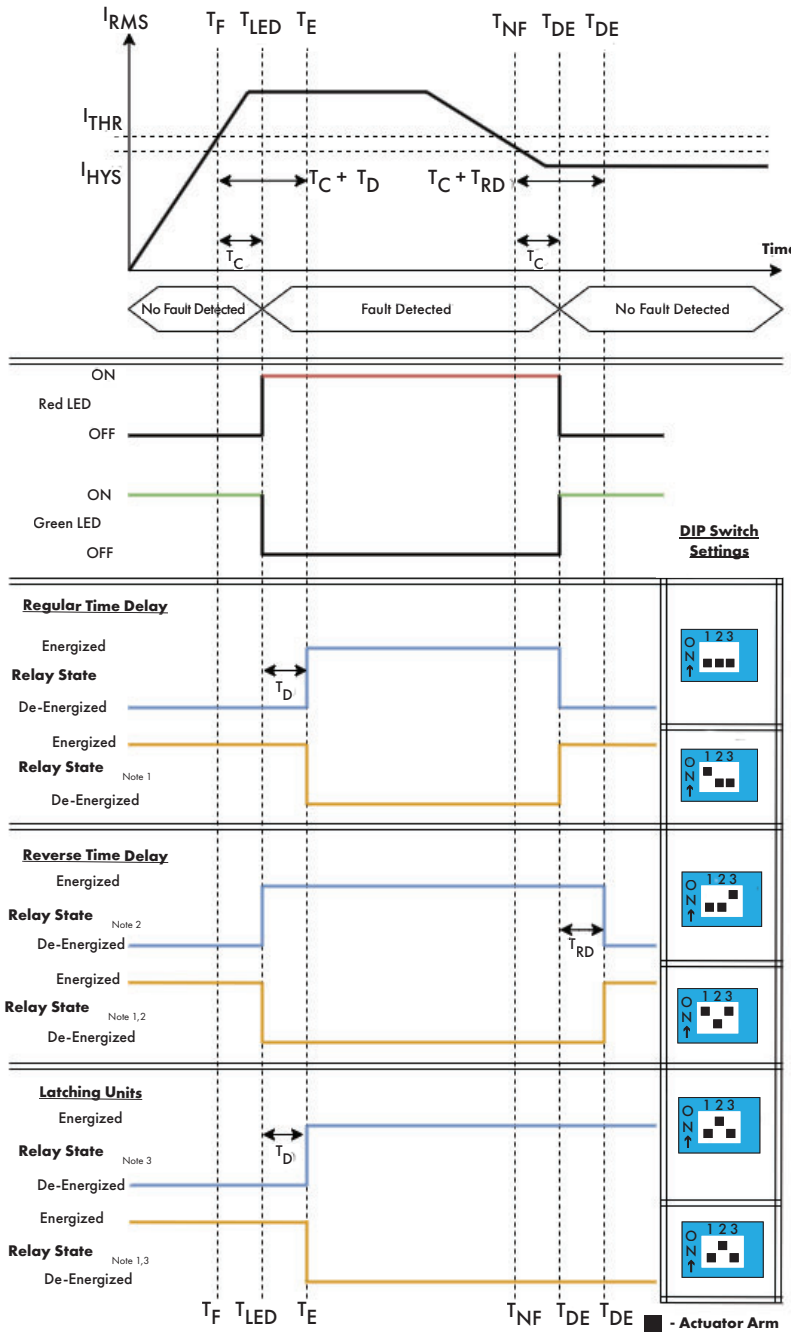 IRMS TF TLED TE TNF TDE TDE
ITHR
IHYS
TC + TD TC + TRD
TC TC
Time
No Fault Detected Fault Detected No Fault Detected
ON
Red LED
OFF
ON
Green LED
OFF
DIP Switch
Settings
Regular Time Delay
Energized
Relay State
TD
De-Energized
ON 1 2 3
Energized
Relay State Note 1
De-Energized
ON 1 2 3
Reverse Time Delay
Energized
Relay State Note 2
TRD
De-Energized
ON 1 2 3
Energized
Relay State Note 1,2
De-Energized
ON 1 2 3
Latching Units
Energized
Relay State Note 3
TD
De-Energized
ON 1 2 3
Energized
Relay State Note 1,3
De-Energized
ON 1 2 3
TF TLED TE TNF TDE TDE
- Actuator Arm